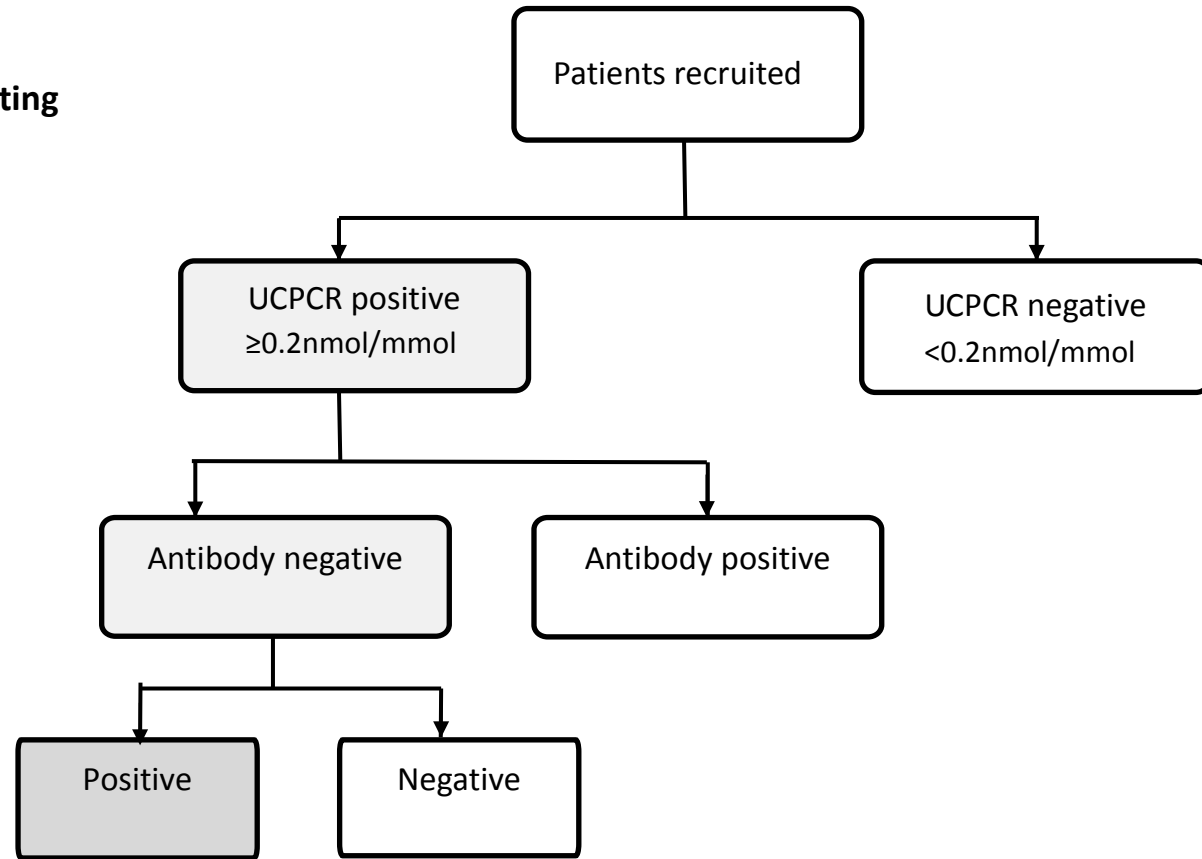 Patients recruited
ting
UCPCR positive
≥0.2nmol/mmol
UCPCR negative
<0.2nmol/mmol
Antibody negative
Antibody positive
Positive
Negative